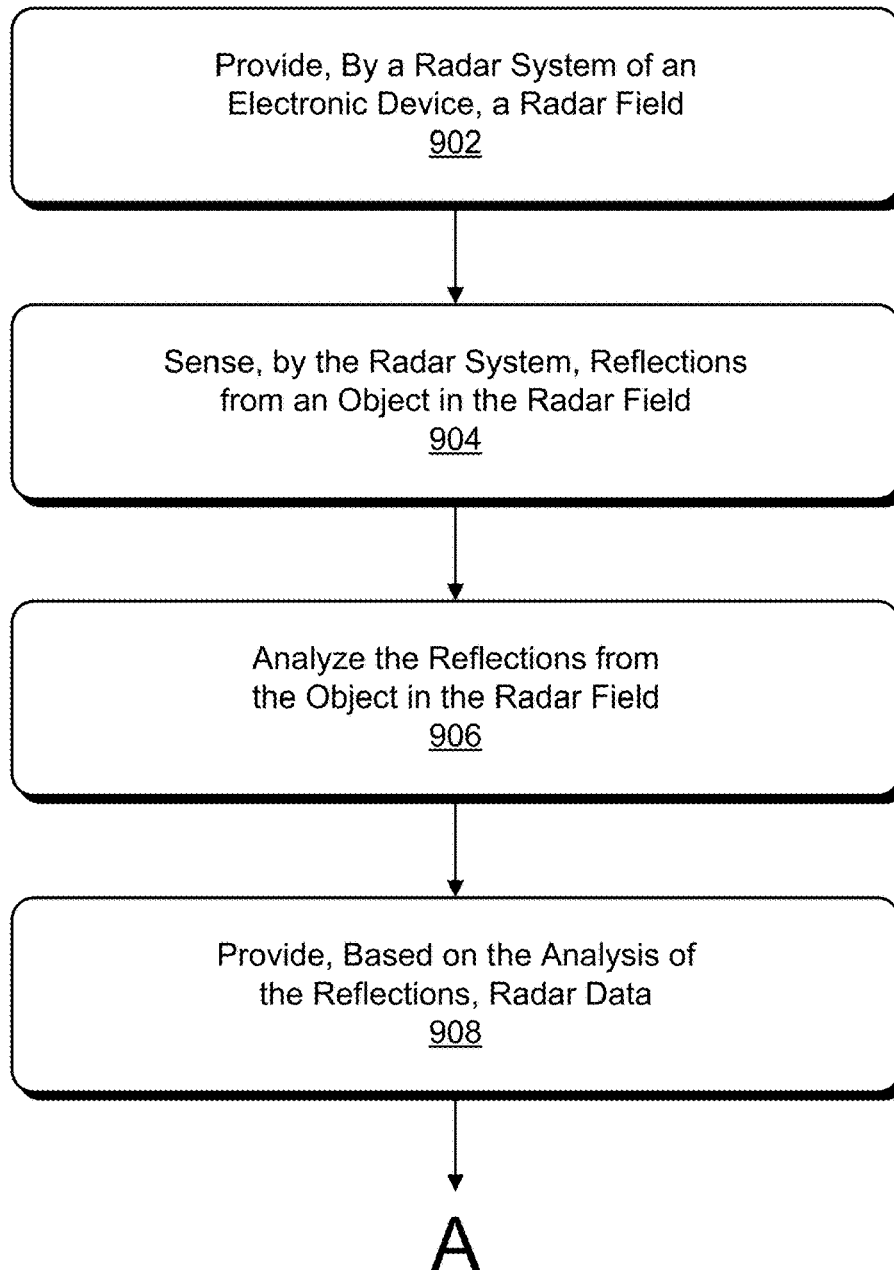 Provide, By a Radar System of an
Electronic Device, a Radar Field
902
Sense, by the Radar System, Reflections
from an Object in the Radar Field
904
Analyze the Reflections from
the Object in the Radar Field
906
Provide, Based on the Analysis of
the Reflections, Radar Data
908
A